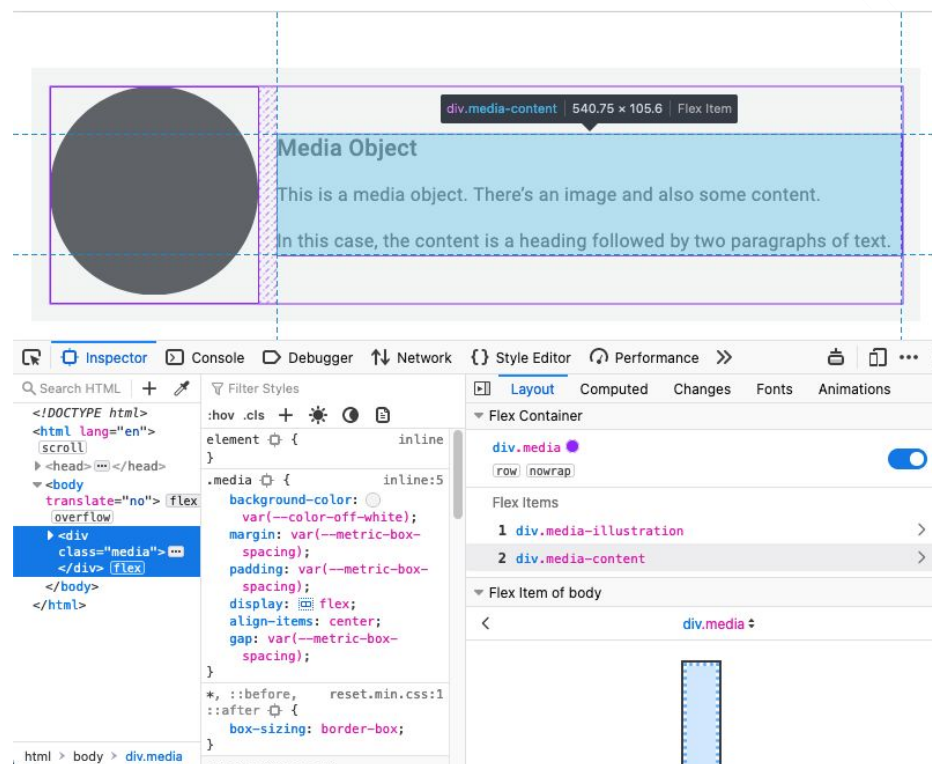 div.media-content | 540.75 × 105.6 | Flex Item
Media Object
This is a media object. There’s an image and also some content.
In this case, the content is a heading followed by two paragraphs of text.
Inspector Console Debugger Network Style Editor Performance
Search HTML
<!DOCTYPE html>
<html lang="en">
scroll
<head> </head>
<body
translate="no"> flex
overflow
<div
class="media">
</div> flex
</body>
</html>
html > body > div.media
Filter Styles
:hov .cls
element { inline
}
.media { inline:5
background-color:
var(--color-off-white);
margin: var(--metric-box-
spacing);
padding: var(--metric-box-
spacing);
display: flex;
align-items: center;
gap: var(--metric-box-
spacing);
}
*, ::before, reset.min.css:1
::after {
box-sizing: border-box;
}
Layout Computed Changes Fonts Animations
Flex Container
div.media
row nowrap
Flex Items
1 div.media-illustration
2 div.media-content
Flex Item of body
div.media